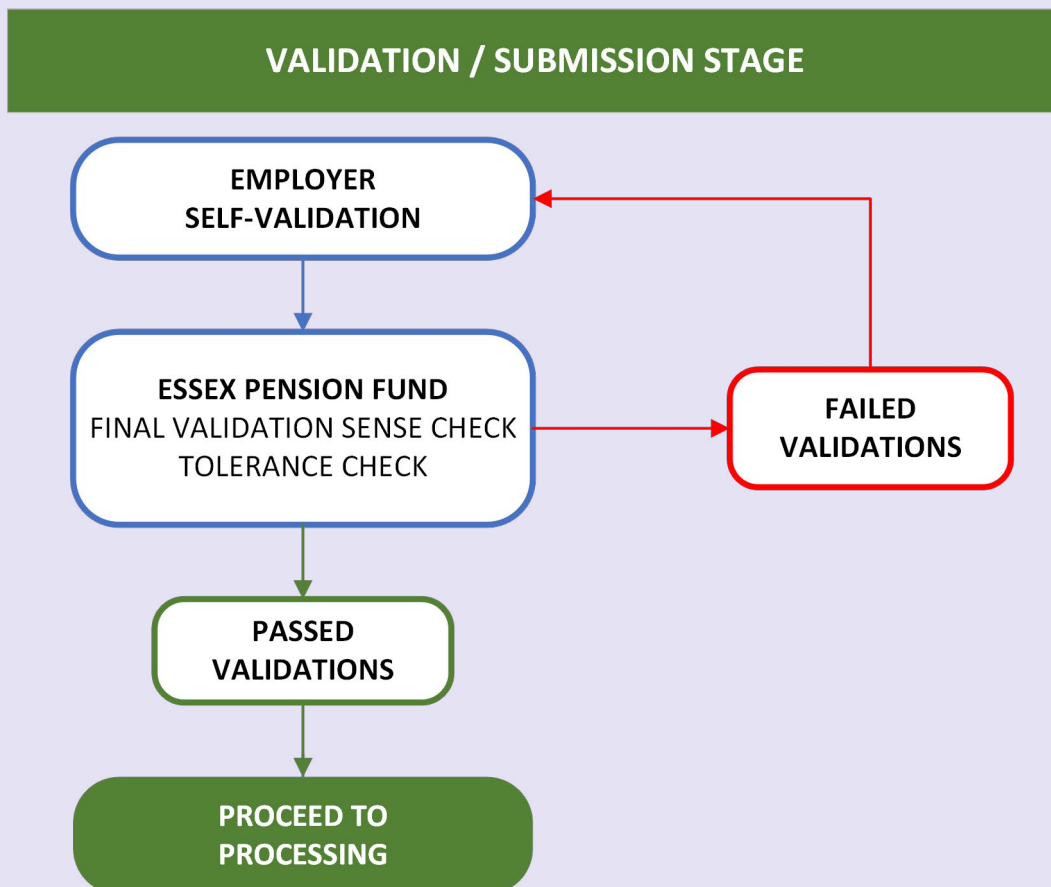 VALIDATION / SUBMISSION STAGE
EMPLOYER
SELF-VALIDATION
ESSEX PENSION FUND
FINAL VALIDATION SENSE CHECK
TOLERANCE CHECK
FAILED
VALIDATIONS
PASSED
VALIDATIONS
PROCEED TO
PROCESSING